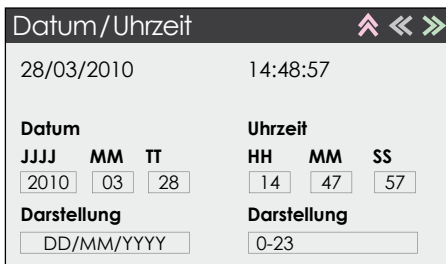 Datum/Uhrzeit
28/03/2010 14:48:57
Datum Uhrzeit
JJJJ MM TT HH MM SS
2010 03 28 14 47 57
Darstellung Darstellung
DD/MM/YYYY 0-23